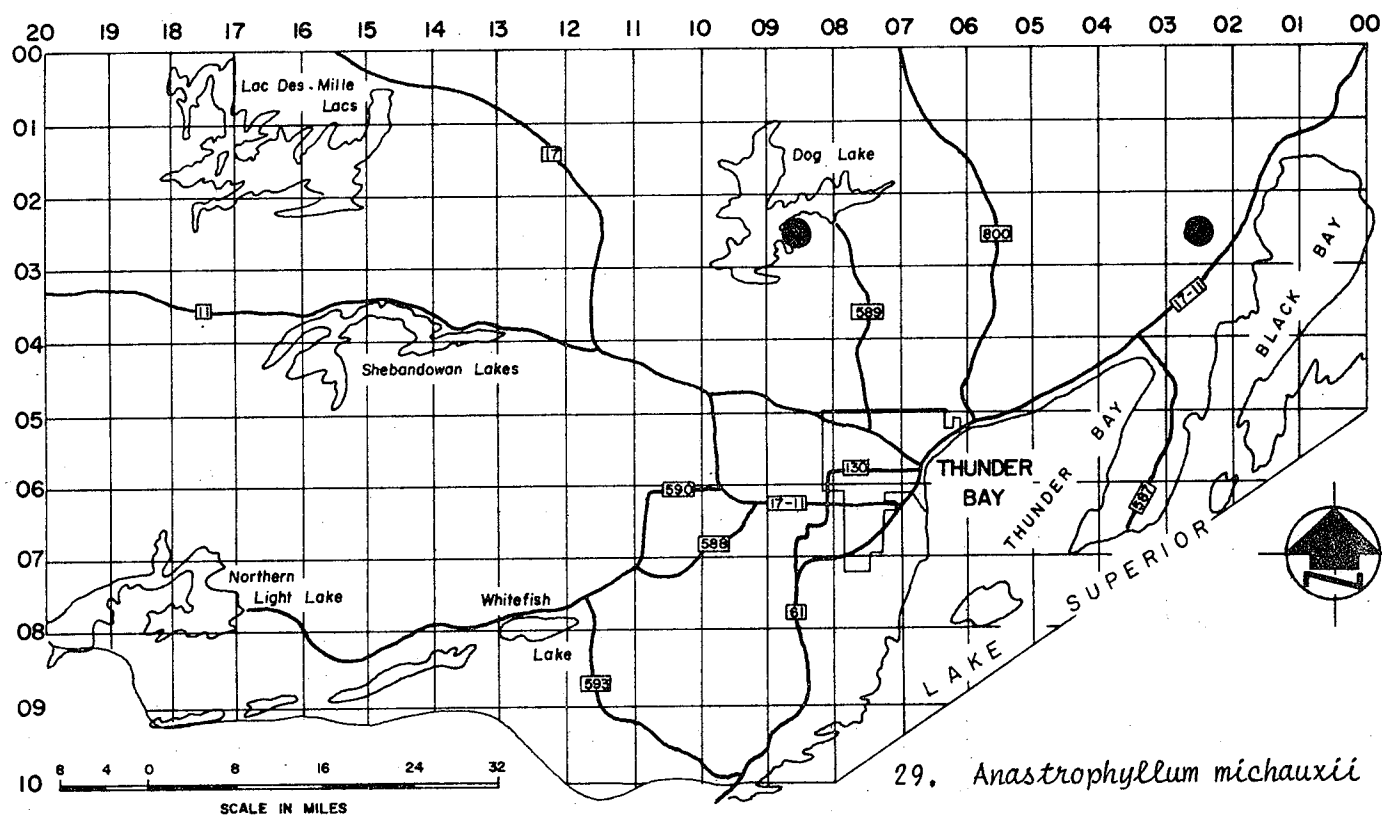 20 19 18 17 16 15 14 13 12 11 10 09 08 07 06 05 04 03 02 01 00
00
01
02
03
04
05
06
07
08
09
10
Lac Des Mille
Lacs
17
Dog Lake
800
BLACK BAY
17-11
11
589
Shebandowan Lakes
THUNDER BAY
130
THUNDER
BAY
590
17-11
587
588
Northern
Light Lake
Whitefish
Lake
61
593
LAKE SUPERIOR
N
8 4 0 8 16 24 32
SCALE IN MILES
29. Anastrophyllum michauxii